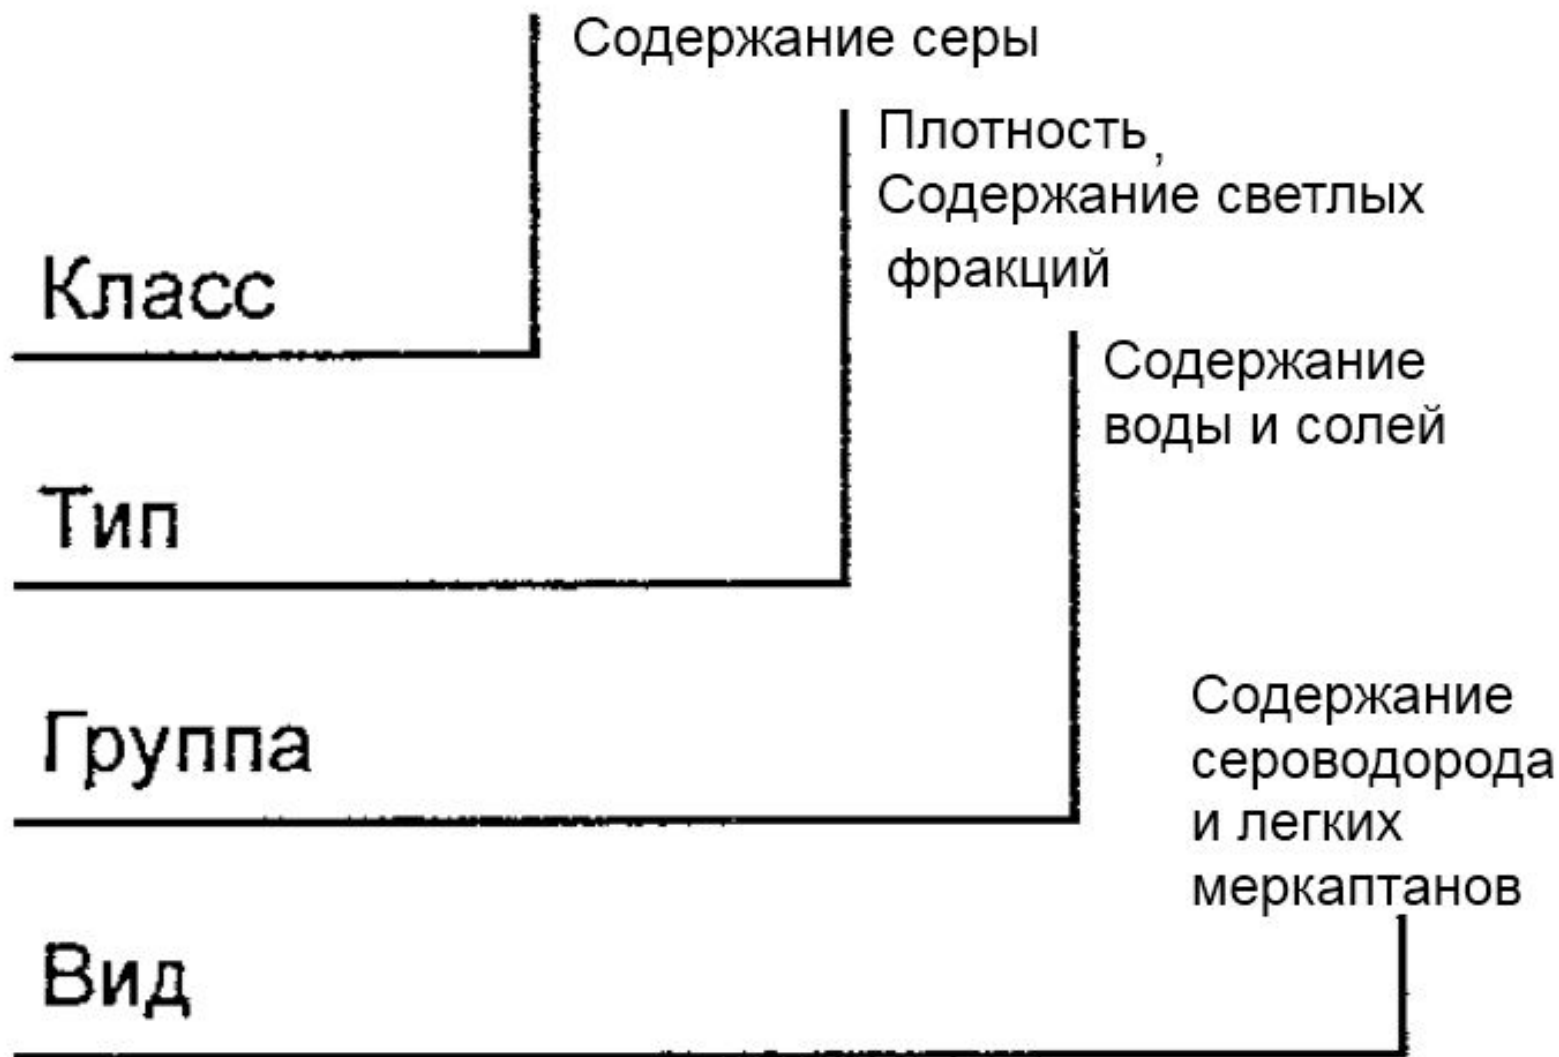 Содержание серы
Плотность,
Содержание светлых
фракций
Класс
Содержание
воды и солей
Тип
Содержание
сероводорода
и легких
меркаптанов
Группа
Вид